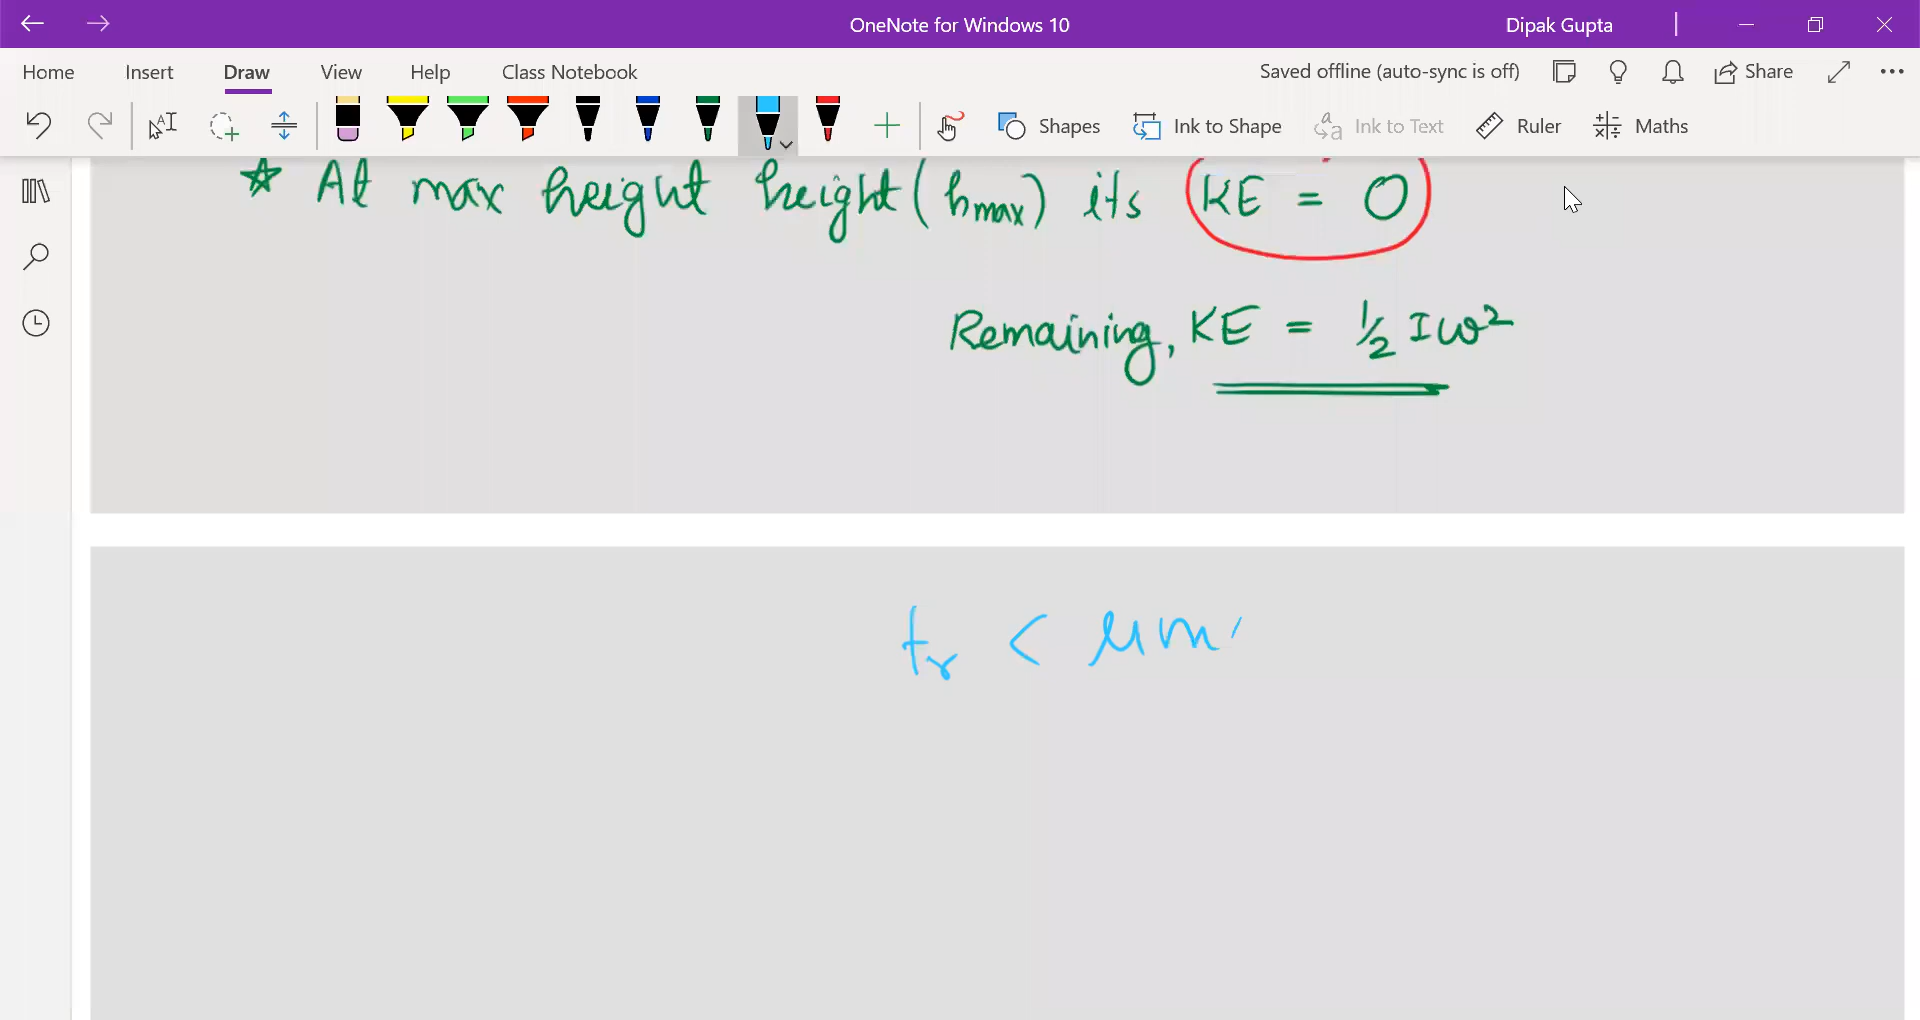 OneNote for Windows 10
Dipak Gupta
Home Insert Draw View Help Class Notebook
Saved offline (auto-sync is off) Share
Shapes Ink to Shape Ink to Text Ruler Maths
☆ At max height height (hmax) its KE = 0
Remaining, KE = 1/2 Iω²
fr < μm